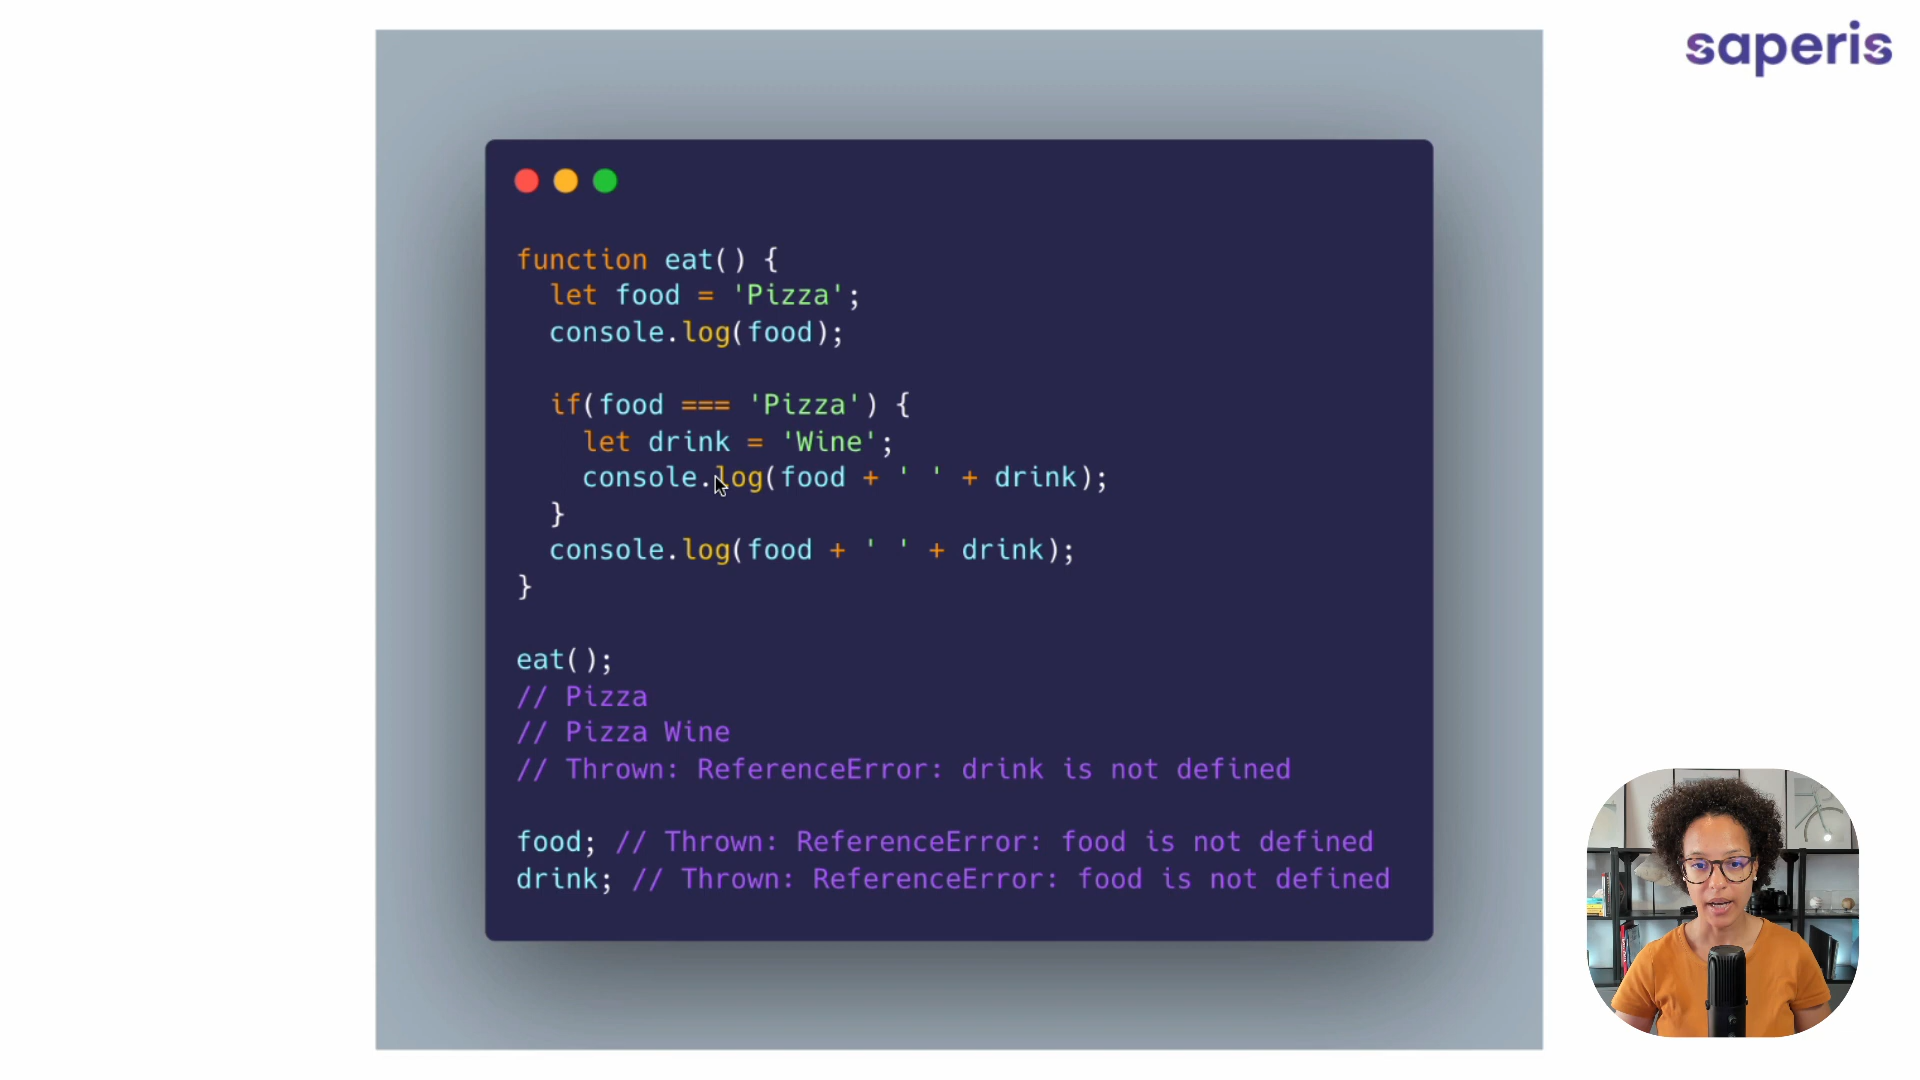 saperis
function eat() {
let food = 'Pizza';
console.log(food);
if(food === 'Pizza') {
let drink = 'Wine';
console.log(food + ' ' + drink);
}
console.log(food + ' ' + drink);
}
eat();
// Pizza
// Pizza Wine
// Thrown: ReferenceError: drink is not defined
food; // Thrown: ReferenceError: food is not defined
drink; // Thrown: ReferenceError: food is not defined